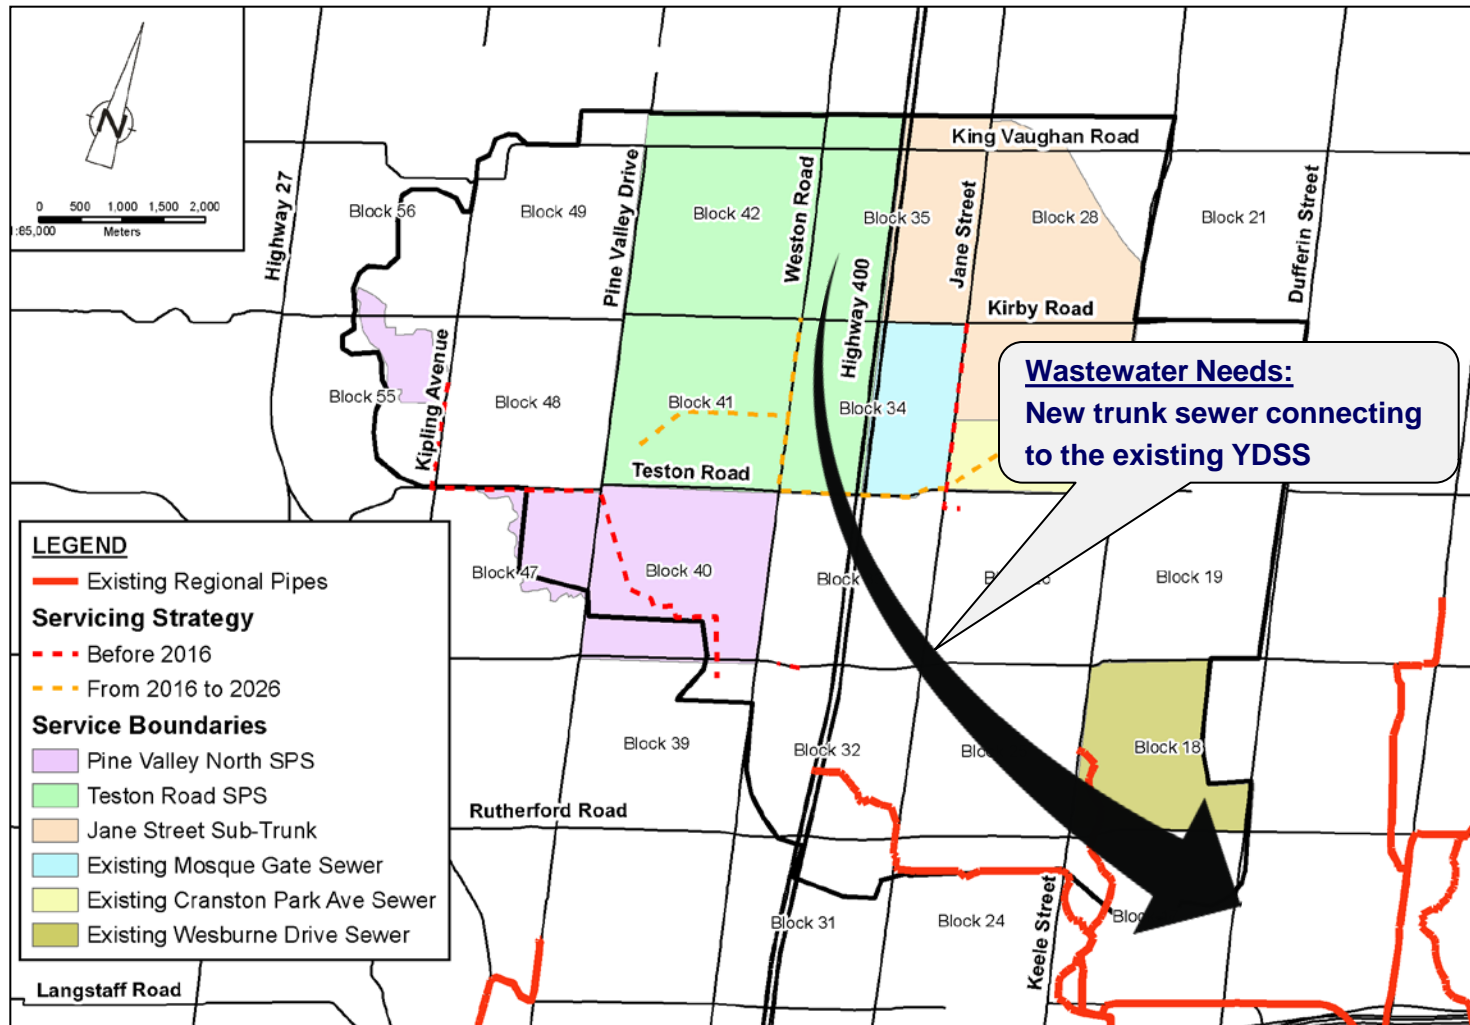 N
0 500 1,000 1,500 2,000
1:65,000 Meters
King Vaughan Road
Highway 27
Pine Valley Drive
Weston Road
Highway 400
Jane Street
Dufferin Street
Block 56
Block 49
Block 42
Block 35
Block 28
Block 21
Kirby Road
Kipling Avenue
Block 55
Block 48
Block 41
Block 34
Wastewater Needs:
New trunk sewer connecting
to the existing YDSS
Teston Road
Block 47
Block 40
Block
Block 19
LEGEND
Existing Regional Pipes
Servicing Strategy
Before 2016
From 2016 to 2026
Service Boundaries
Pine Valley North SPS
Teston Road SPS
Jane Street Sub-Trunk
Existing Mosque Gate Sewer
Existing Cranston Park Ave Sewer
Existing Wesburne Drive Sewer
Block 39
Block 32
Block 18
Rutherford Road
Block 31
Block 24
Keele Street
Langstaff Road